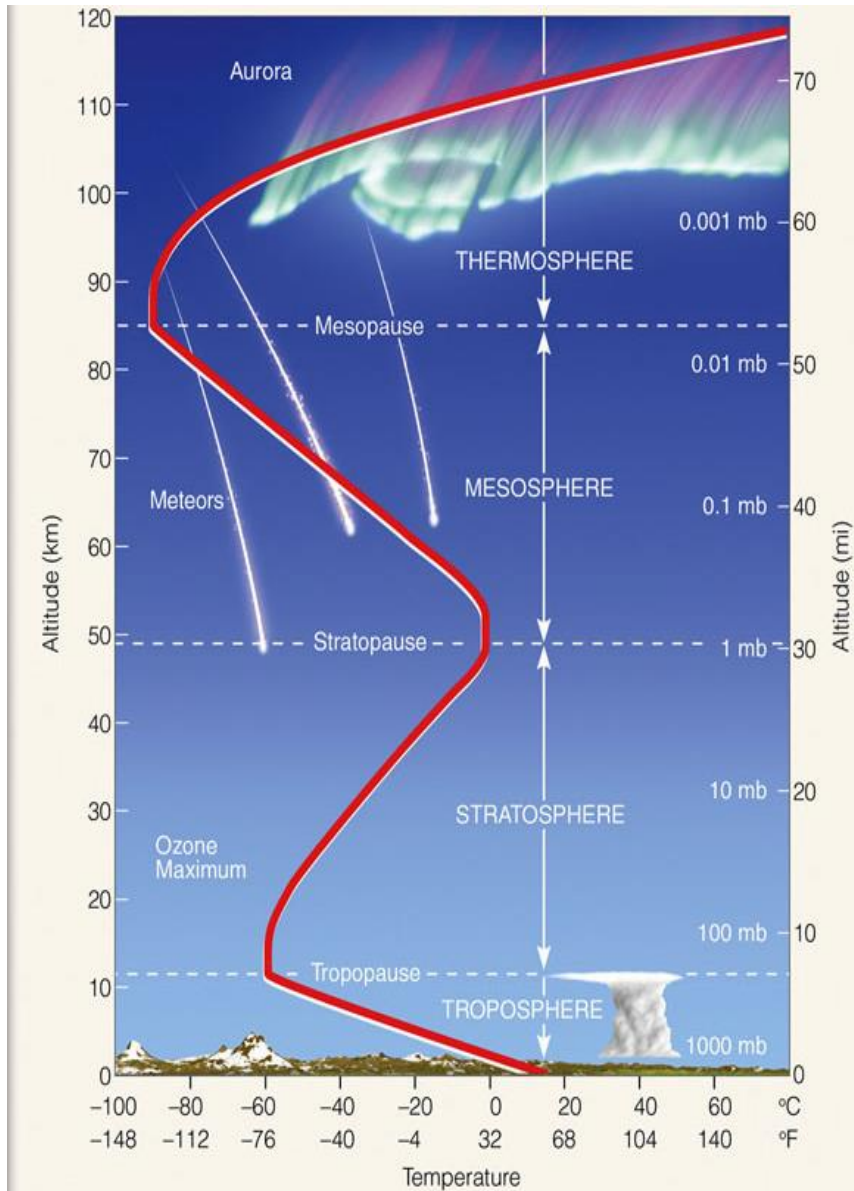 120
110
100
90
80
70
60
50
40
30
20
10
0
Altitude (km)
Aurora
THERMOSPHERE
Mesopause
Meteors
MESOSPHERE
Stratopause
STRATOSPHERE
Ozone
Maximum
Tropopause
TROPOSPHERE
0.001 mb
0.01 mb
0.1 mb
1 mb
10 mb
100 mb
1000 mb
70
60
50
40
30
20
10
0
Altitude (mi)
–100 –80 –60 –40 –20 0 20 40 60 ºC
–148 –112 –76 –40 –4 32 68 104 140 ºF
Temperature